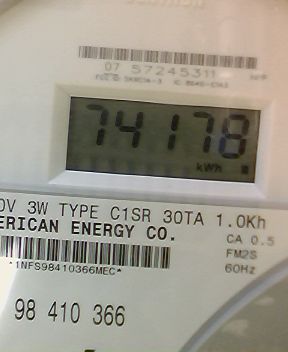 07 57245311
74178
kWh
0V 3W TYPE C1SR 30TA 1.0Kh
ERICAN ENERGY CO.
CA 0.5
FM2S
60Hz
*1NFS98410366MEC*
98 410 366